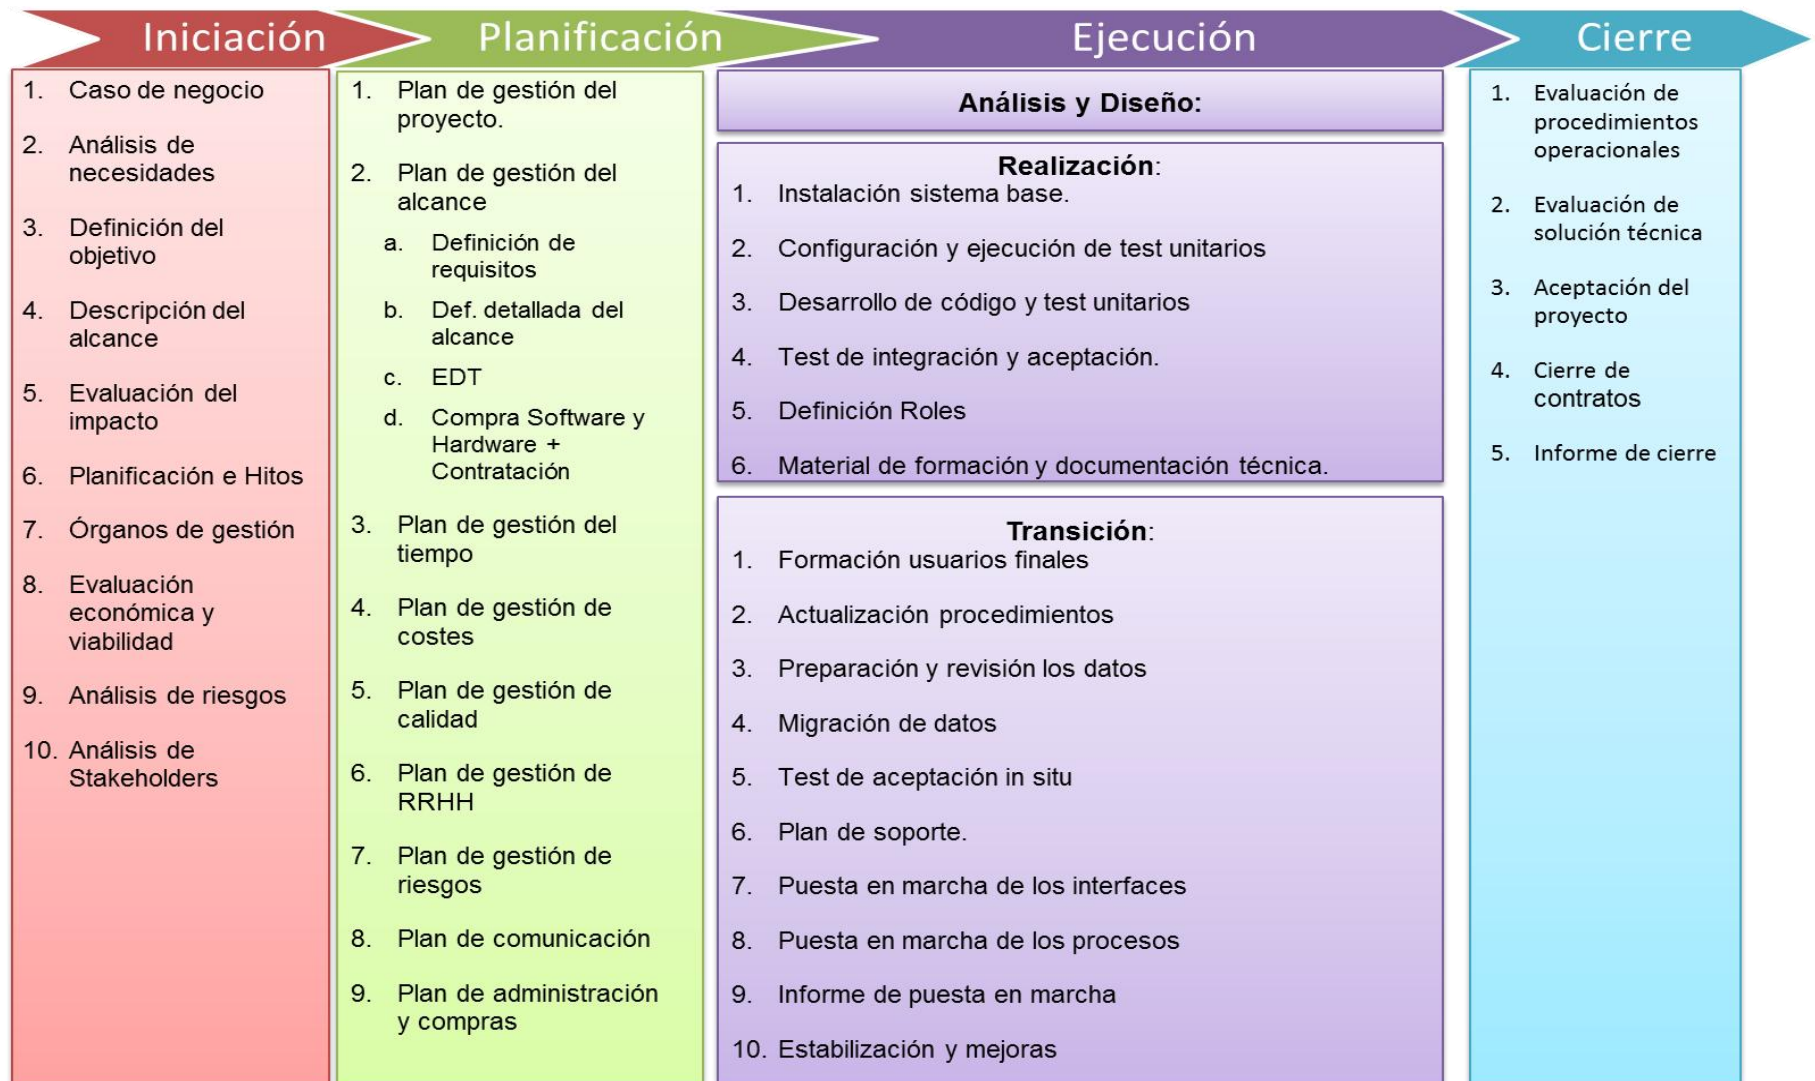 Iniciación
Planificación
Ejecución
Cierre
1. Caso de negocio
2. Análisis de
necesidades
3. Definición del
objetivo
4. Descripción del
alcance
5. Evaluación del
impacto
6. Planificación e Hitos
7. Órganos de gestión
8. Evaluación
económica y
viabilidad
9. Análisis de riesgos
10. Análisis de
Stakeholders
1. Plan de gestión del
proyecto.
2. Plan de gestión del
alcance
a. Definición de
requisitos
b. Def. detallada del
alcance
c. EDT
d. Compra Software y
Hardware +
Contratación
3. Plan de gestión del
tiempo
4. Plan de gestión de
costes
5. Plan de gestión de
calidad
6. Plan de gestión de
RRHH
7. Plan de gestión de
riesgos
8. Plan de comunicación
9. Plan de administración
y compras
Análisis y Diseño:
Realización:
1. Instalación sistema base.
2. Configuración y ejecución de test unitarios
3. Desarrollo de código y test unitarios
4. Test de integración y aceptación.
5. Definición Roles
6. Material de formación y documentación técnica.
Transición:
1. Formación usuarios finales
2. Actualización procedimientos
3. Preparación y revisión los datos
4. Migración de datos
5. Test de aceptación in situ
6. Plan de soporte.
7. Puesta en marcha de los interfaces
8. Puesta en marcha de los procesos
9. Informe de puesta en marcha
10. Estabilización y mejoras
1. Evaluación de
procedimientos
operacionales
2. Evaluación de
solución técnica
3. Aceptación del
proyecto
4. Cierre de
contratos
5. Informe de cierre